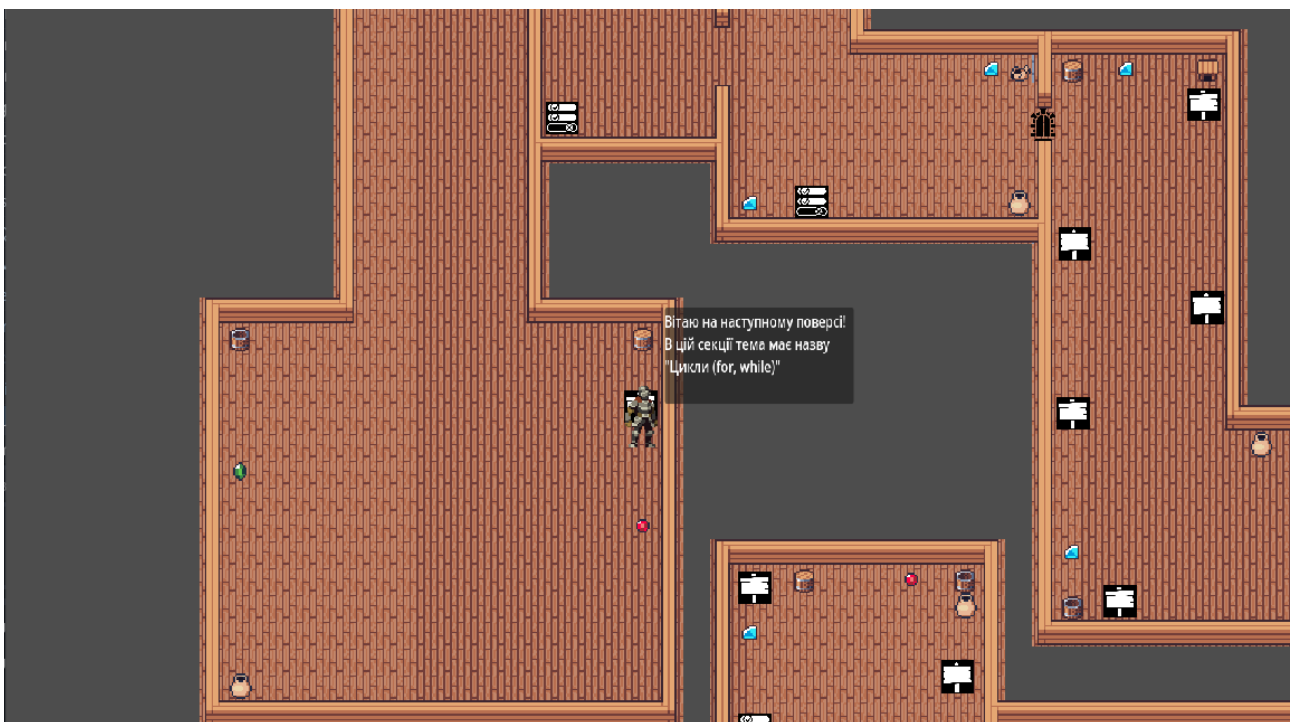 Вітаю на наступному поверсі!
В цій секції тема має назву
"Цикли (for, while)"